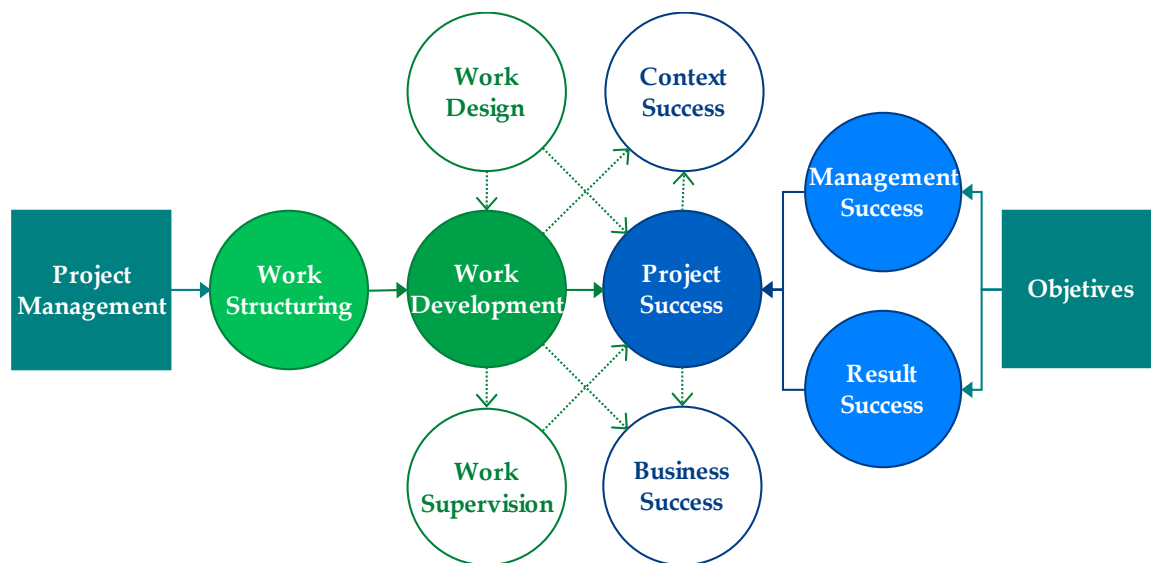 Work
Design
Context
Success
Management
Success
Project
Management
Work
Structuring
Work
Development
Project
Success
Objetives
Result
Success
Work
Supervision
Business
Success